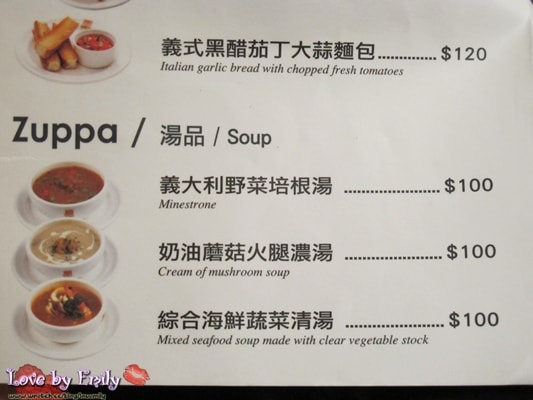 義式黑醋茄丁大蒜麵包..............$120
Italian garlic bread with chopped fresh tomatoes
Zuppa / 湯品 / Soup
義大利野菜培根湯 ......................$100
Minestrone
奶油蘑菇火腿濃湯 ......................$100
Cream of mushroom soup
綜合海鮮蔬菜清湯 ......................$100
Mixed seafood soup made with clear vegetable stock
Love by Emily